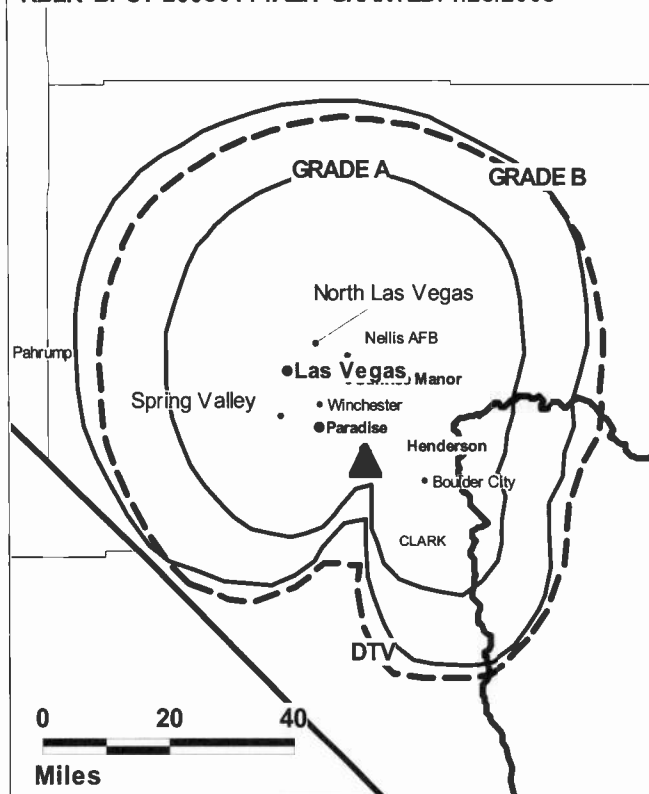 GRADE A
GRADE B
North Las Vegas
Nellis AFB
Pahrump
Las Vegas
Manor
Spring Valley
Winchester
Paradise
Henderson
Boulder City
CLARK
DTV
0 20 40
Miles